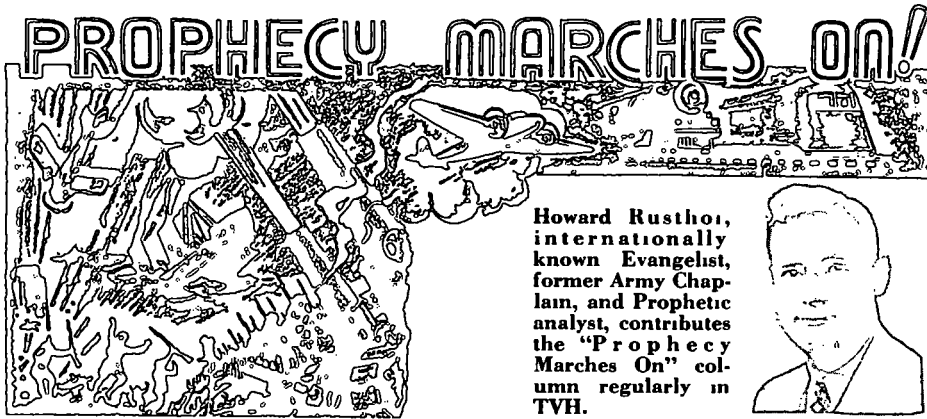 PROPHECY MARCHES ON!
Howard Rusthoi,
internationally
known Evangelist,
former Army Chap-
lain, and Prophetic
analyst, contributes
the “Prophecy
Marches On” col-
umn regularly in
TVH.